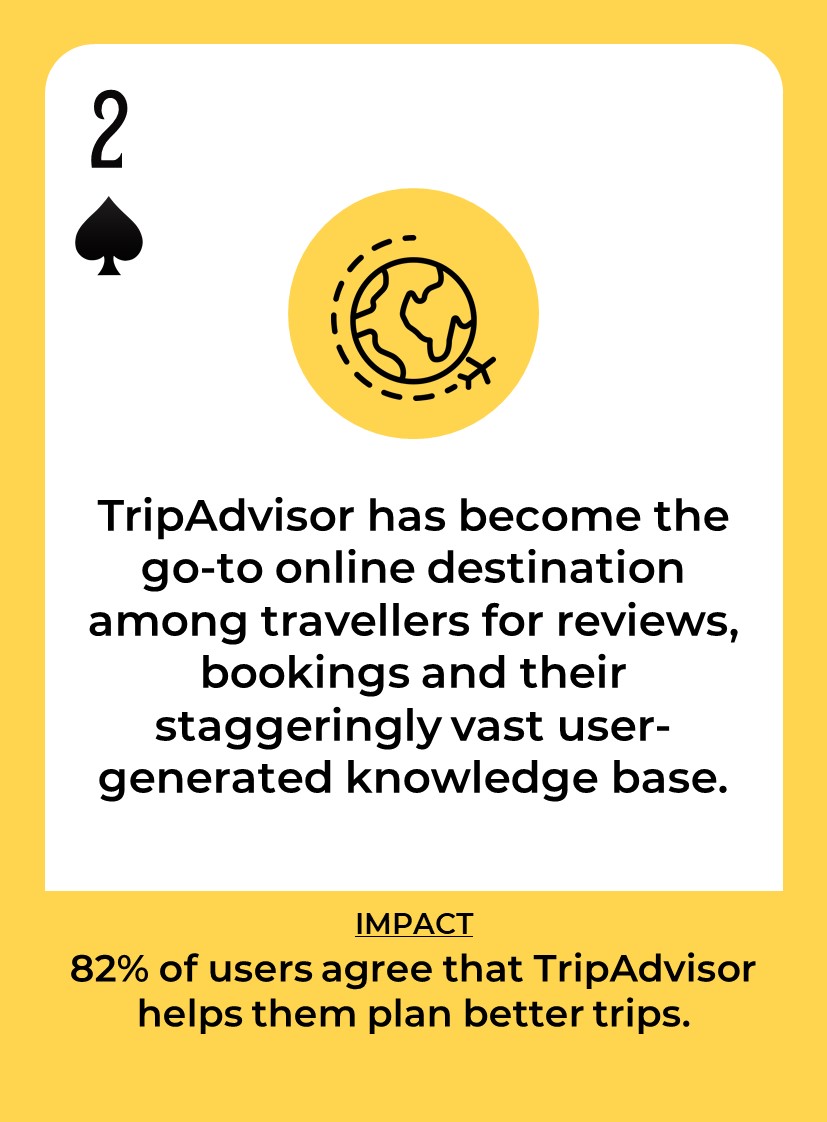 2
TripAdvisor has become the
go-to online destination
among travellers for reviews,
bookings and their
staggeringly vast user-
generated knowledge base.
IMPACT
82% of users agree that TripAdvisor
helps them plan better trips.